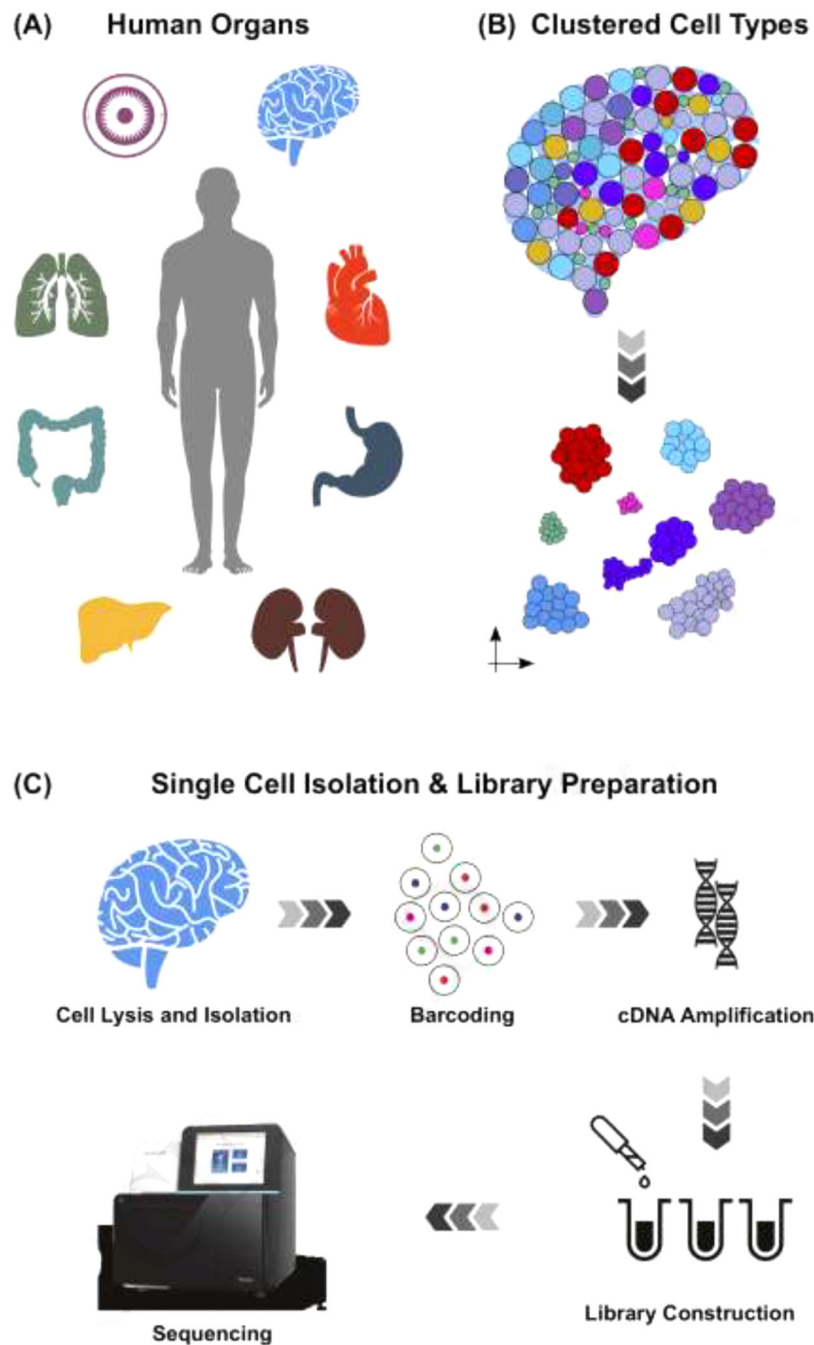 (A) Human Organs
(B) Clustered Cell Types
(C) Single Cell Isolation & Library Preparation
Cell Lysis and Isolation
Barcoding
cDNA Amplification
Library Construction
Sequencing